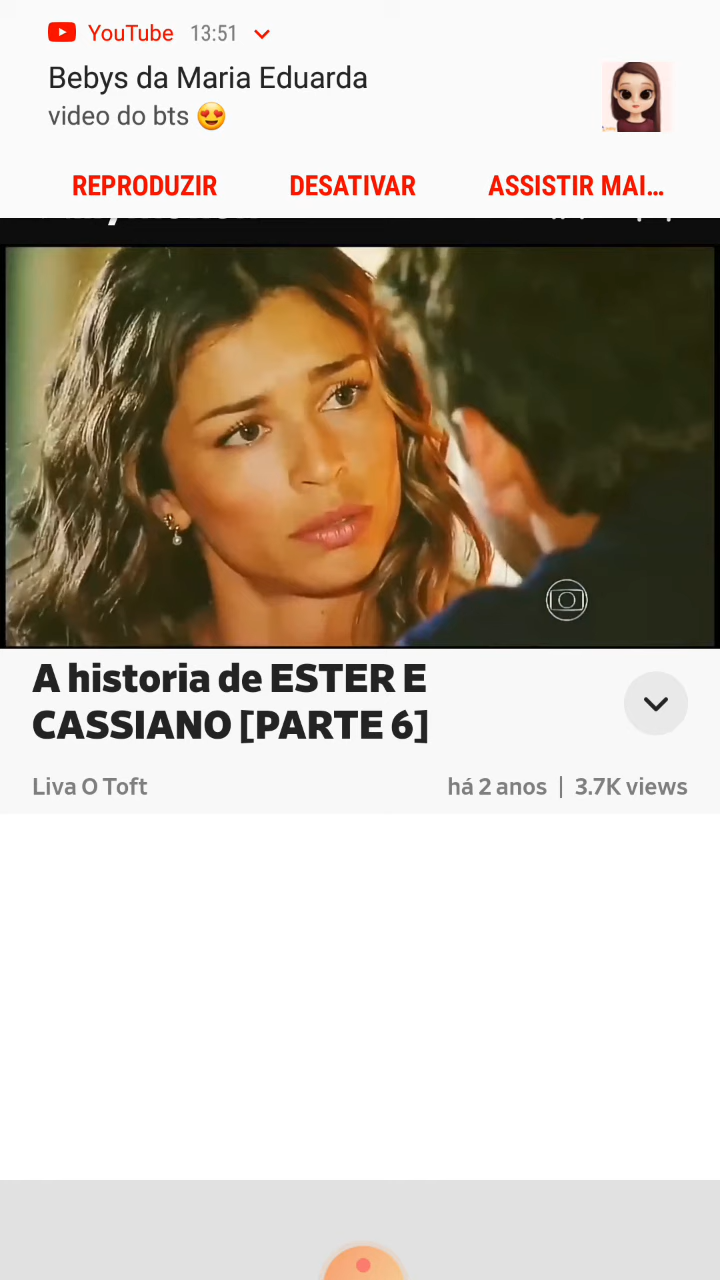 YouTube 13:51
Bebys da Maria Eduarda
video do bts 😍
REPRODUZIR DESATIVAR ASSISTIR MAI...
A historia de ESTER E
CASSIANO [PARTE 6]
Liva O Toft há 2 anos | 3.7K views